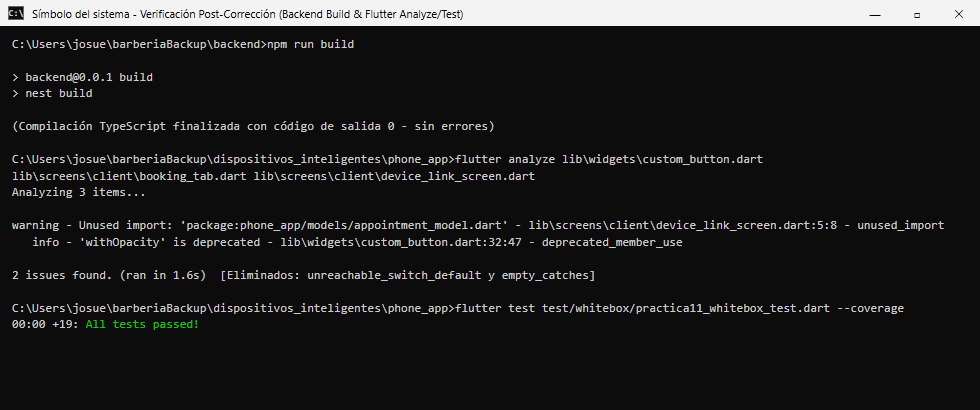 Símbolo del sistema - Verificación Post-Corrección (Backend Build & Flutter Analyze/Test)
C:\Users\josue\barberiaBackup\backend>npm run build
> backend@0.0.1 build
> nest build
(Compilación TypeScript finalizada con código de salida 0 - sin errores)
C:\Users\josue\barberiaBackup\dispositivos_inteligentes\phone_app>flutter analyze lib\widgets\custom_button.dart
lib\screens\client\booking_tab.dart lib\screens\client\device_link_screen.dart
Analyzing 3 items...
warning - Unused import: 'package:phone_app/models/appointment_model.dart' - lib\screens\client\device_link_screen.dart:5:8 - unused_import
info - 'withOpacity' is deprecated - lib\widgets\custom_button.dart:32:47 - deprecated_member_use
2 issues found. (ran in 1.6s)  [Eliminados: unreachable_switch_default y empty_catches]
C:\Users\josue\barberiaBackup\dispositivos_inteligentes\phone_app>flutter test test/whitebox/practica11_whitebox_test.dart --coverage
00:00 +19: All tests passed!